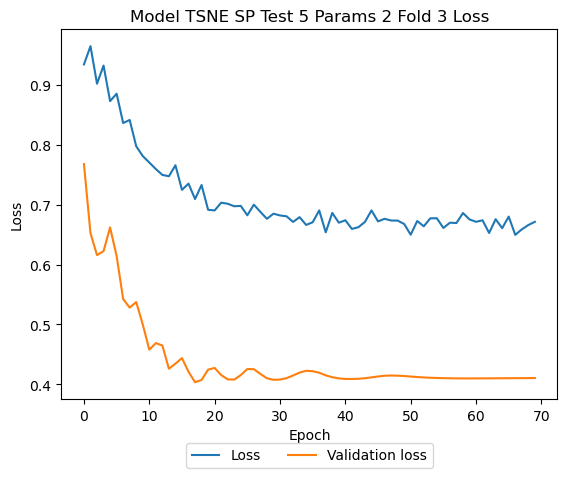 Model TSNE SP Test 5 Params 2 Fold 3 Loss
0.9
0.8
0.7
0.6
0.5
0.4
Loss
0 10 20 30 40 50 60 70
Epoch
Loss Validation loss